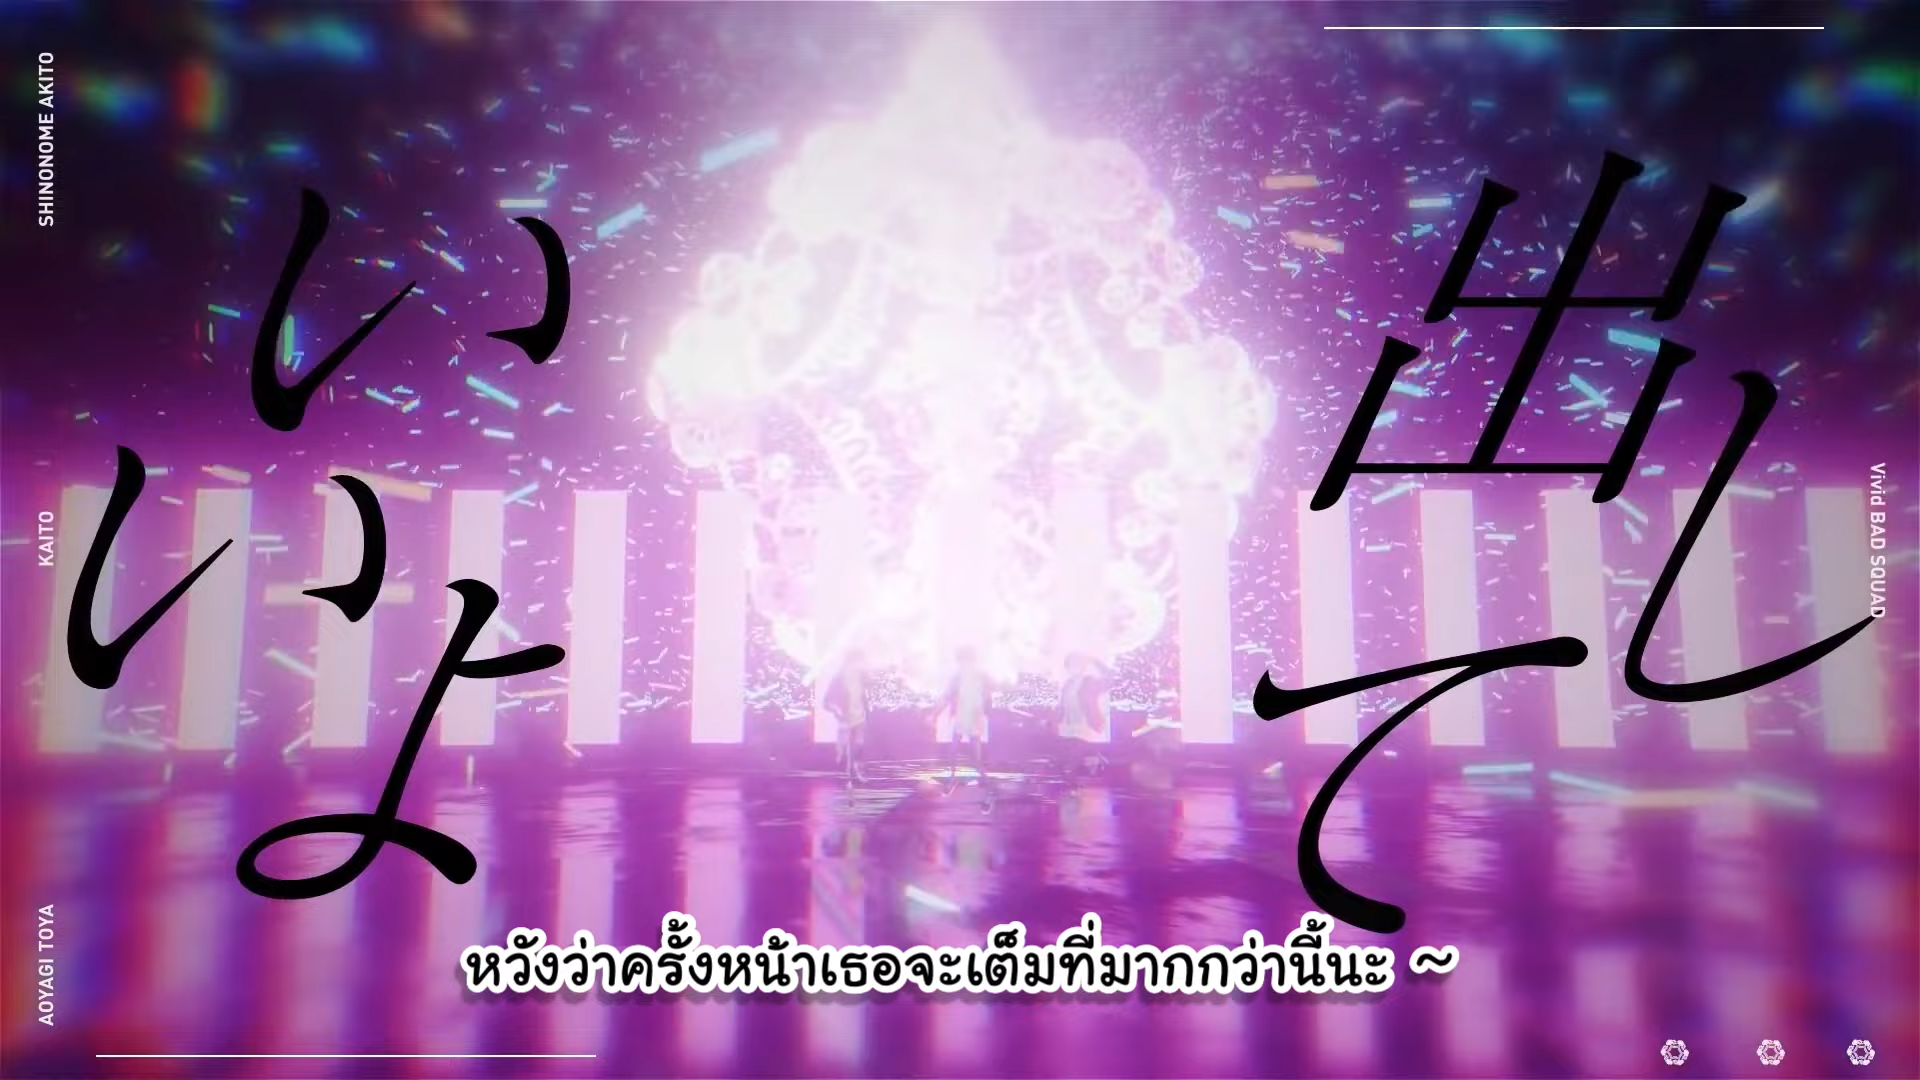 出して
いいよ
SHINONOME AKITO
KAITO
AOYAGI TOYA
Vivid BAD SQUAD
หวังว่าครั้งหน้าเธอจะเต็มที่มากกว่านี้นะ ~